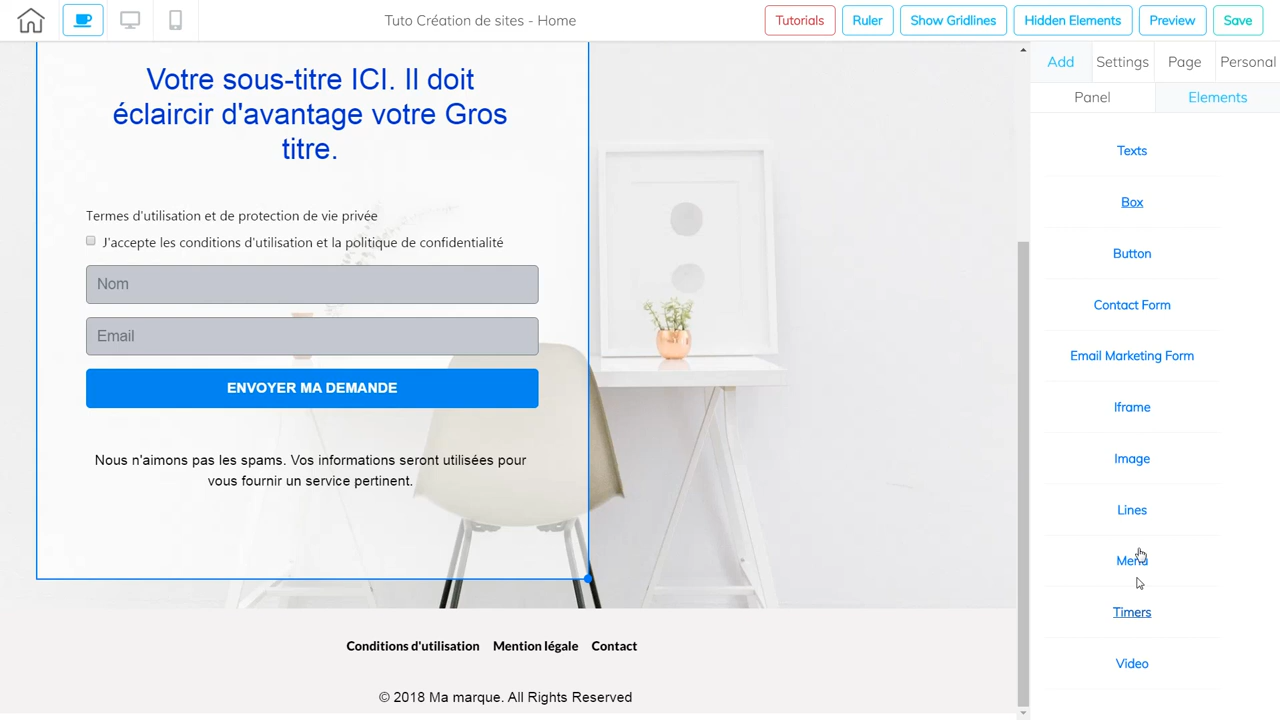 Tuto Création de sites - Home
Tutorials
Ruler
Show Gridlines
Hidden Elements
Preview
Save
Add
Settings
Page
Personal
Panel
Elements
Votre sous-titre ICI. Il doit
éclaircir d'avantage votre Gros
titre.
Termes d'utilisation et de protection de vie privée
J'accepte les conditions d'utilisation et la politique de confidentialité
Nom
Email
ENVOYER MA DEMANDE
Nous n'aimons pas les spams. Vos informations seront utilisées pour
vous fournir un service pertinent.
Conditions d'utilisation Mention légale Contact
© 2018 Ma marque. All Rights Reserved
Texts
Box
Button
Contact Form
Email Marketing Form
Iframe
Image
Lines
Menu
Timers
Video